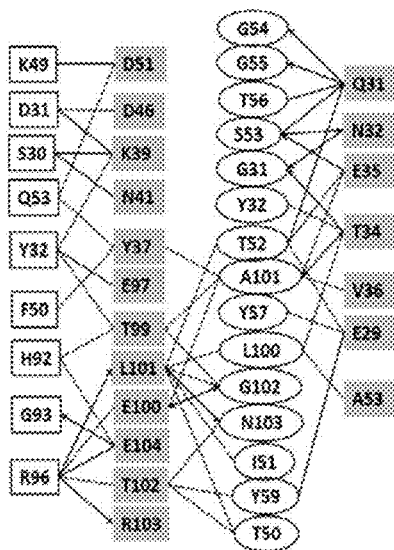 K49
D31
S30
Q53
Y32
F50
H92
G93
R96
D51
D46
K39
N41
Y37
E97
T99
L101
E100
E104
T102
R103
G54
G55
T56
S53
G31
Y32
T52
A101
Y57
L100
G102
N103
I51
Y59
T50
Q31
N32
E35
T34
V36
E29
A53